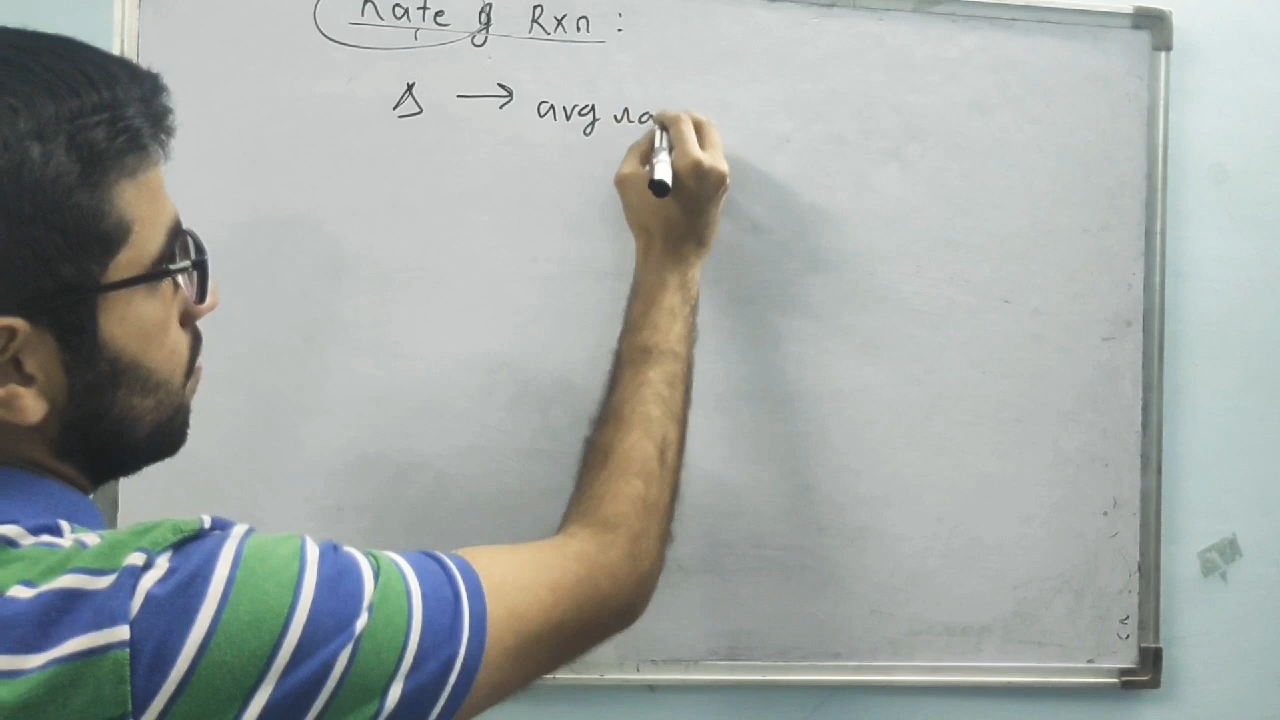 Rate of Rxn :
Δ → avg ra